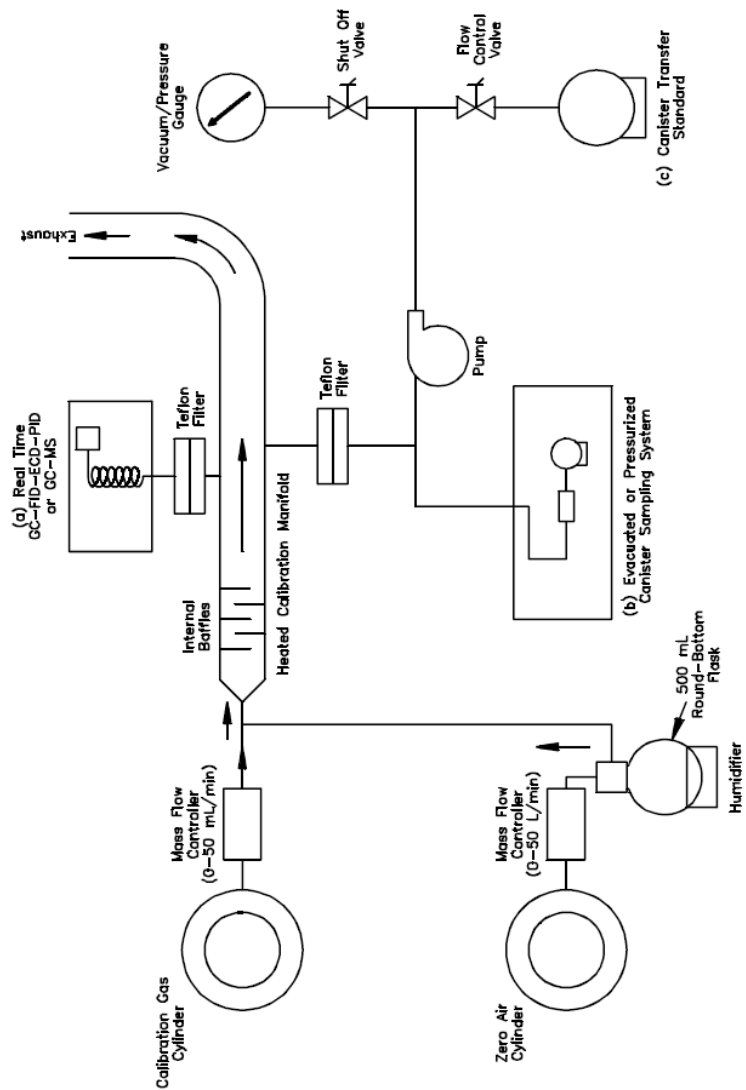 Exhaust
(a) Real Time
GC-FID-ECD-PID
or GC-MS
Teflon
Filter
Vacuum/Pressure
Gauge
Shut Off
Valve
Flow
Control
Valve
(c) Canister Transfer
Standard
Internal
Baffles
Heated Calibration Manifold
Teflon
Filter
Pump
(b) Evacuated or Pressurized
Canister Sampling System
Calibration Gas
Cylinder
Mass Flow
Controller
(0-50 mL/min)
Zero Air
Cylinder
Mass Flow
Controller
(0-50 L/min)
500 mL
Round-Bottom
Flask
Humidifier